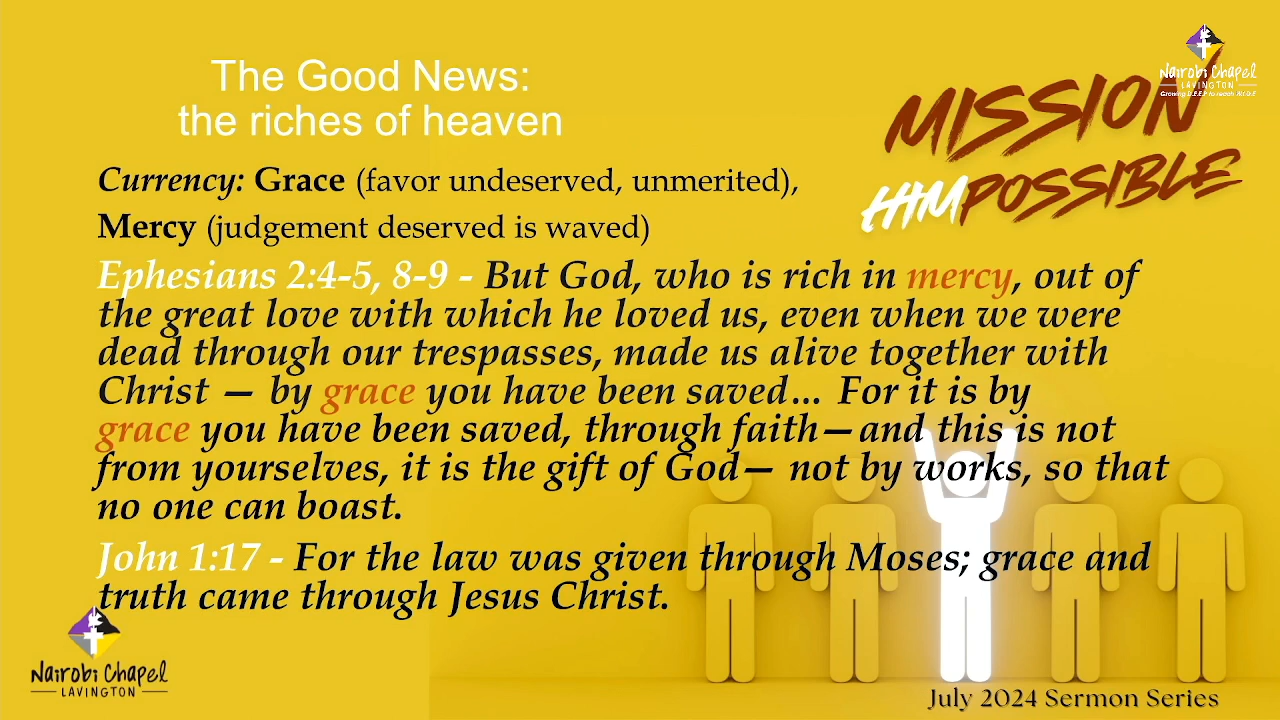 The Good News:
the riches of heaven
Nairobi Chapel
LAVINGTON
Growing D.E.E.P to reach W.I.D.E
MISSION
HIMPOSSIBLE
Currency: Grace (favor undeserved, unmerited),
Mercy (judgement deserved is waved)
Ephesians 2:4-5, 8-9 - But God, who is rich in mercy, out of
the great love with which he loved us, even when we were
dead through our trespasses, made us alive together with
Christ — by grace you have been saved… For it is by
grace you have been saved, through faith—and this is not
from yourselves, it is the gift of God— not by works, so that
no one can boast.
John 1:17 - For the law was given through Moses; grace and
truth came through Jesus Christ.
Nairobi Chapel
LAVINGTON
July 2024 Sermon Series